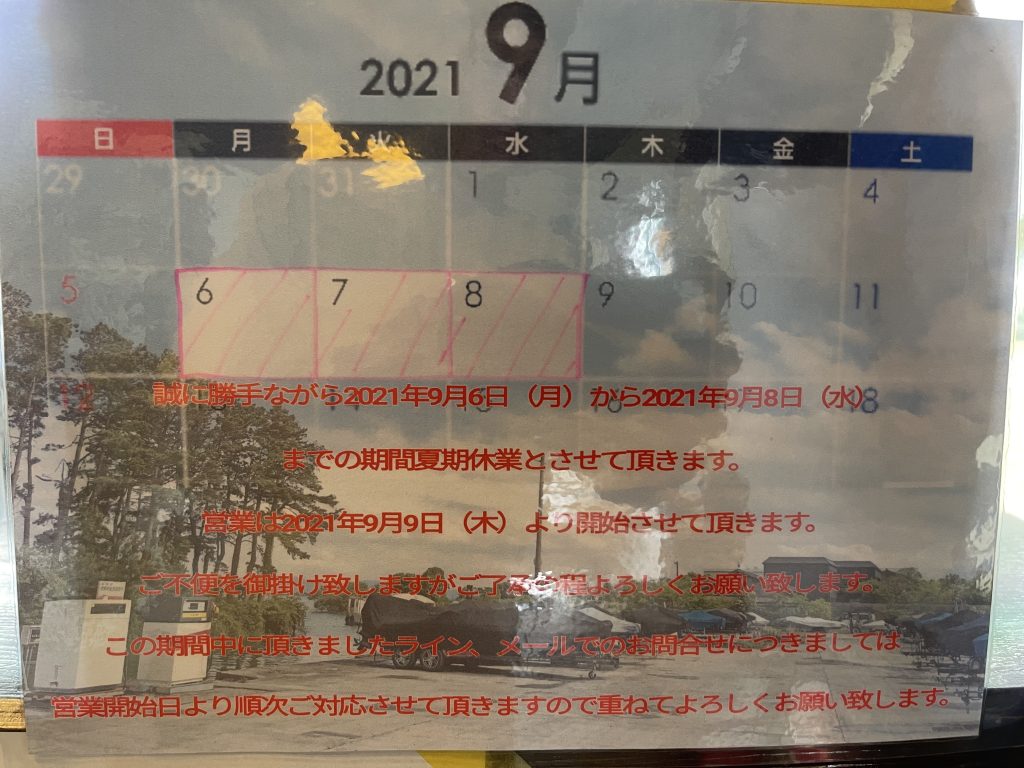 2021 9月
日 月 火 水 木 金 土
29 30 31 1 2 3 4
5 6 7 8 9 10 11
12 13 14 15 16 18
誠に勝手ながら2021年9月6日（月）から2021年9月8日（水）
までの期間夏期休業とさせて頂きます。
営業は2021年9月9日（木）より開始させて頂きます。
ご不便を御掛け致しますがご了承の程よろしくお願い致します。
この期間中に頂きましたライン、メールでのお問合せにつきましては
営業開始日より順次ご対応させて頂きますので重ねてよろしくお願い致します。